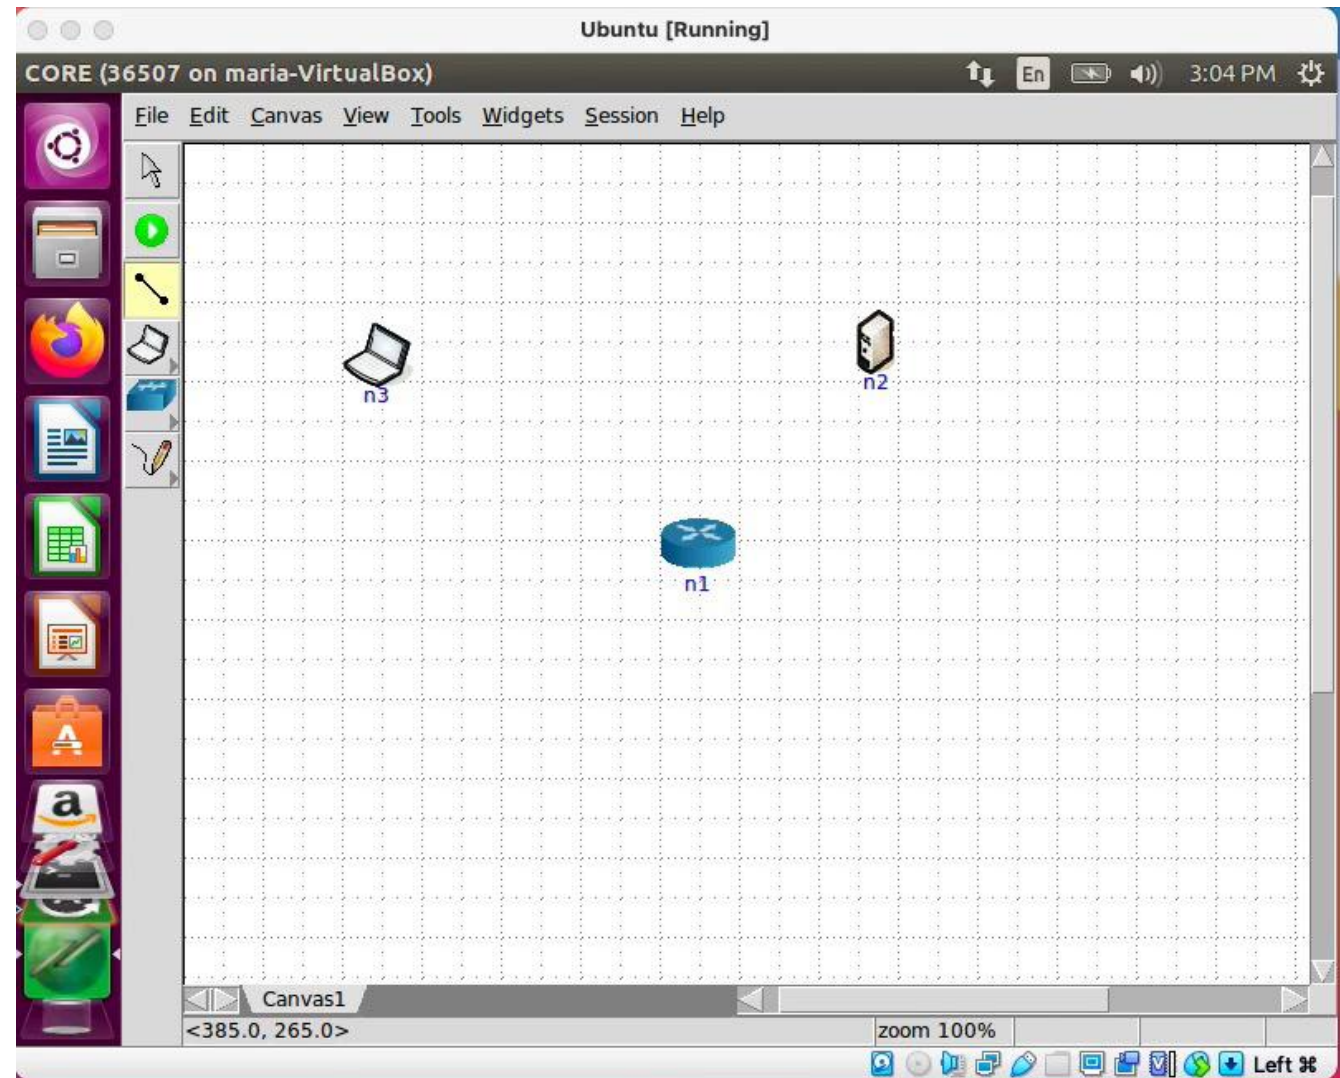 Ubuntu [Running]
CORE (36507 on maria-VirtualBox)
En
3:04 PM
File Edit Canvas View Tools Widgets Session Help
n3
n2
n1
Canvas1
<385.0, 265.0>
zoom 100%
Left ⌘